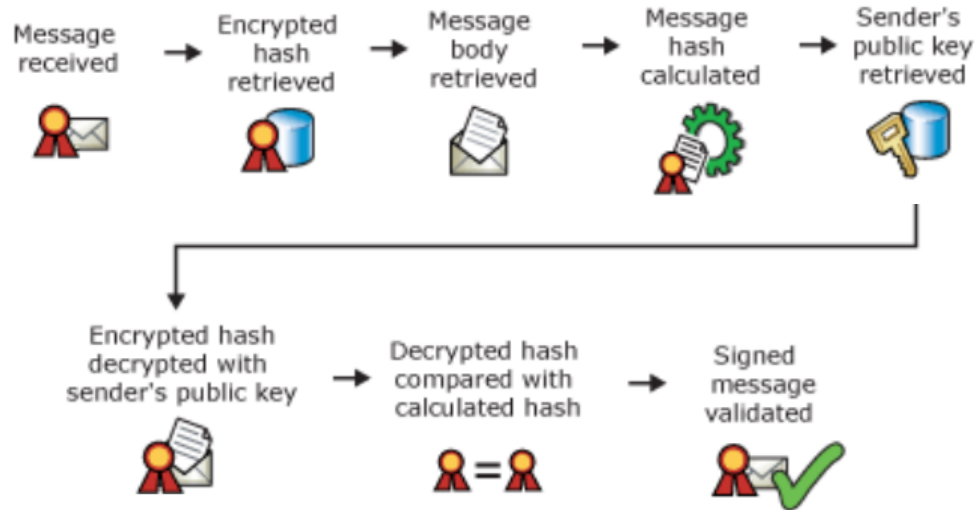 Message
received
Encrypted
hash
retrieved
Message
body
retrieved
Message
hash
calculated
Sender's
public key
retrieved
Encrypted hash
decrypted with
sender's public key
Decrypted hash
compared with
calculated hash
=
Signed
message
validated